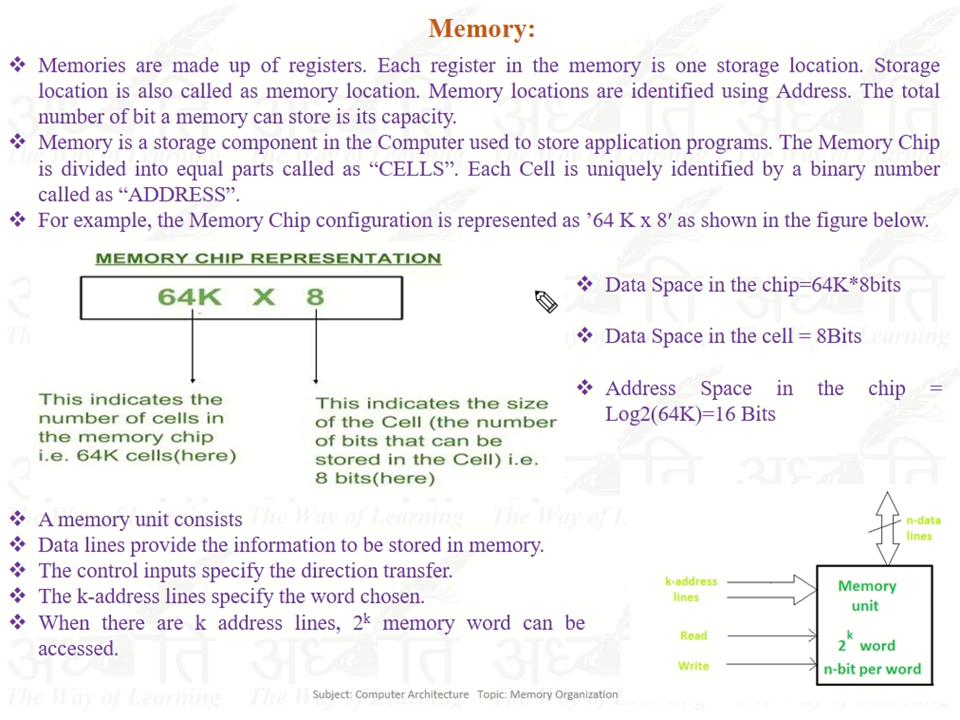 Memory:
❖ Memories are made up of registers. Each register in the memory is one storage location. Storage
location is also called as memory location. Memory locations are identified using Address. The total
number of bit a memory can store is its capacity.
❖ Memory is a storage component in the Computer used to store application programs. The Memory Chip
is divided into equal parts called as “CELLS”. Each Cell is uniquely identified by a binary number
called as “ADDRESS”.
❖ For example, the Memory Chip configuration is represented as ’64 K x 8′ as shown in the figure below.
MEMORY CHIP REPRESENTATION
64K X 8
This indicates the
number of cells in
the memory chip
i.e. 64K cells(here)
This indicates the size
of the Cell (the number
of bits that can be
stored in the Cell) i.e.
8 bits(here)
❖ Data Space in the chip=64K*8bits
❖ Data Space in the cell = 8Bits
❖ Address Space in the chip =
Log2(64K)=16 Bits
❖ A memory unit consists
❖ Data lines provide the information to be stored in memory.
❖ The control inputs specify the direction transfer.
❖ The k-address lines specify the word chosen.
❖ When there are k address lines, 2ᵏ memory word can be
accessed.
n-data
lines
k-address
lines
Read
Write
Memory
unit
2ᵏ word
n-bit per word
Subject: Computer Architecture Topic: Memory Organization
अध्यिति
The Way of Learning